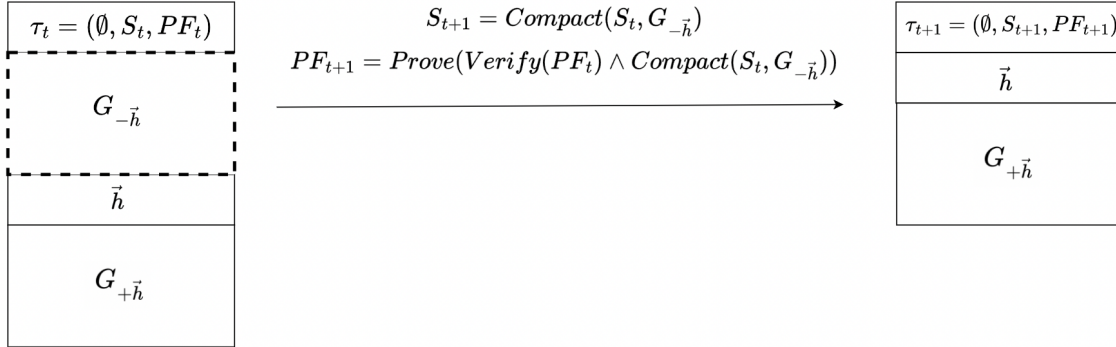 τ_t = (∅, S_t, PF_t)
G_{-\vec{h}}
\vec{h}
G_{+\vec{h}}
S_{t+1} = Compact(S_t, G_{-\vec{h}})
PF_{t+1} = Prove(Verify(PF_t) ∧ Compact(S_t, G_{-\vec{h}}))
τ_{t+1} = (∅, S_{t+1}, PF_{t+1})
\vec{h}
G_{+\vec{h}}